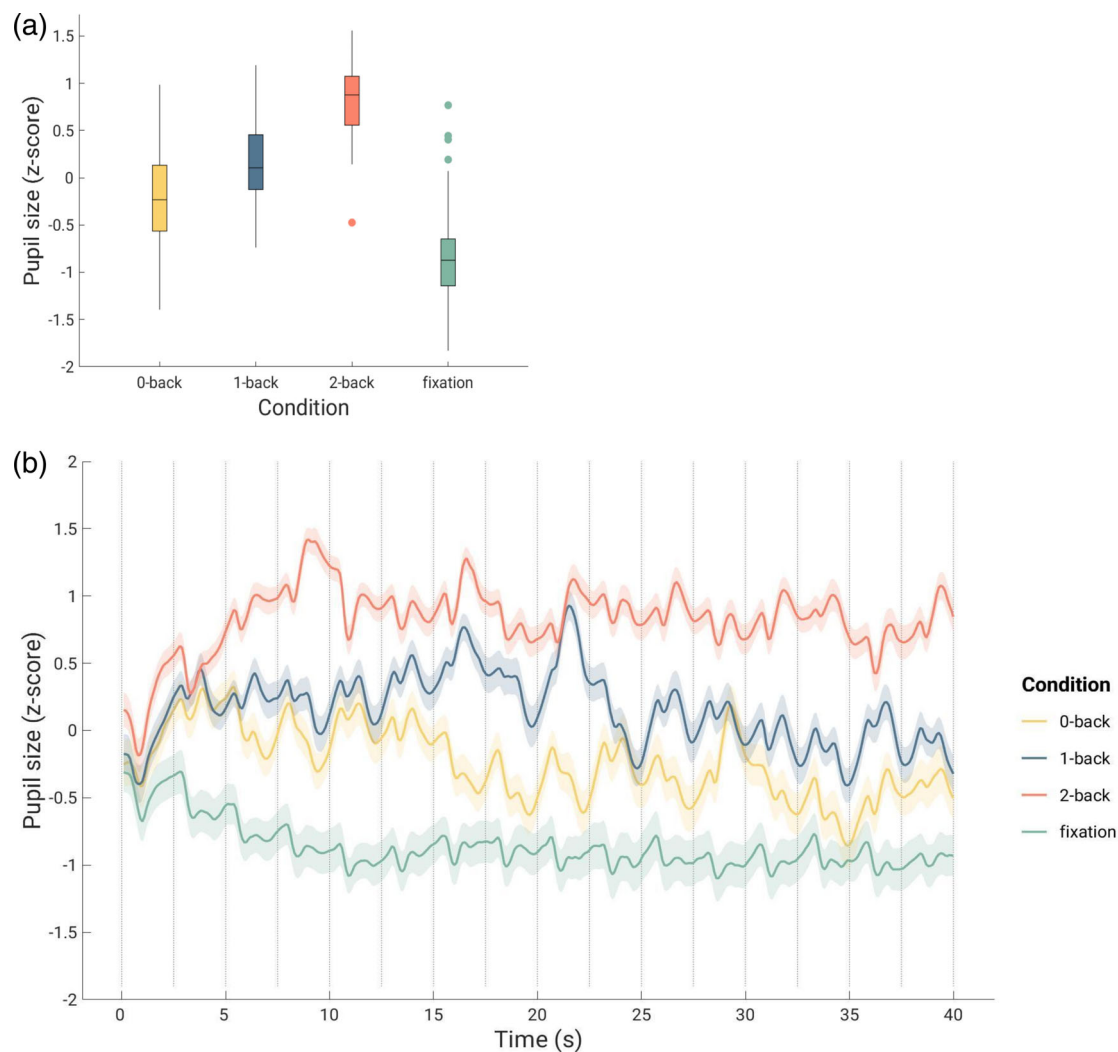 (a)
Pupil size (z-score)
1.5
1
0.5
0
-0.5
-1
-1.5
-2
0-back 1-back 2-back fixation
Condition
(b)
Pupil size (z-score)
2
1.5
1
0.5
0
-0.5
-1
-1.5
-2
0 5 10 15 20 25 30 35 40
Time (s)
Condition
0-back
1-back
2-back
fixation